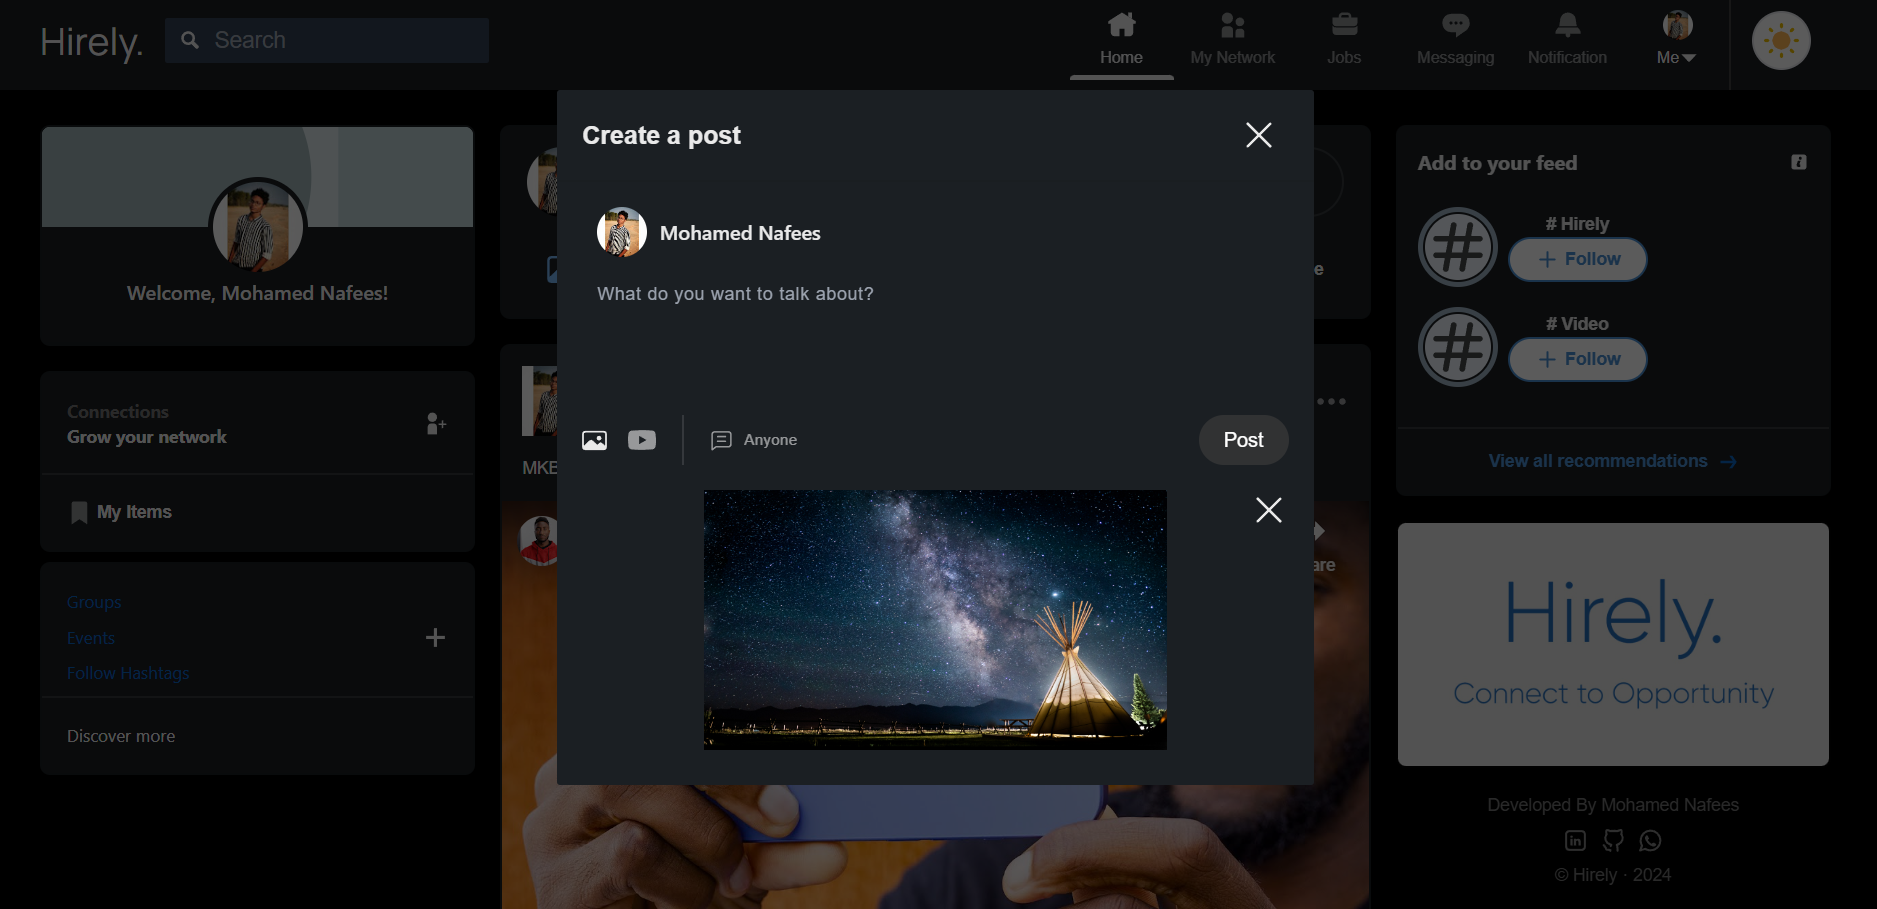 Hirely.
Search
Home
My Network
Jobs
Messaging
Notification
Me
Create a post
Mohamed Nafees
What do you want to talk about?
Anyone
Post
Welcome, Mohamed Nafees!
Connections
Grow your network
My Items
Groups
Events
Follow Hashtags
Discover more
Add to your feed
# Hirely
+ Follow
# Video
+ Follow
View all recommendations →
Hirely.
Connect to Opportunity
Developed By Mohamed Nafees
© Hirely · 2024